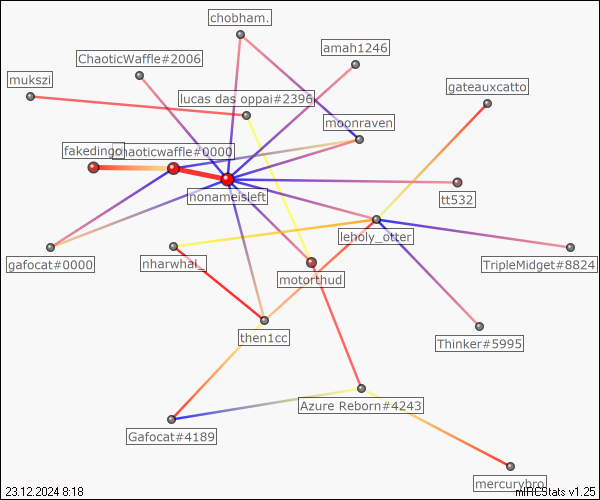 chobham.
amah1246
ChaoticWaffle#2006
mukszi
gateauxcatto
lucas das oppai#2396
moonraven
fakedingo
chaoticwaffle#0000
nonameisleft
tt532
leholy_otter
gafocat#0000
nharwhal_
TripleMidget#8824
motorthud
then1cc
Thinker#5995
Azure Reborn#4243
Gafocat#4189
mercurybro
23.12.2024 8:18
mIRCStats v1.25